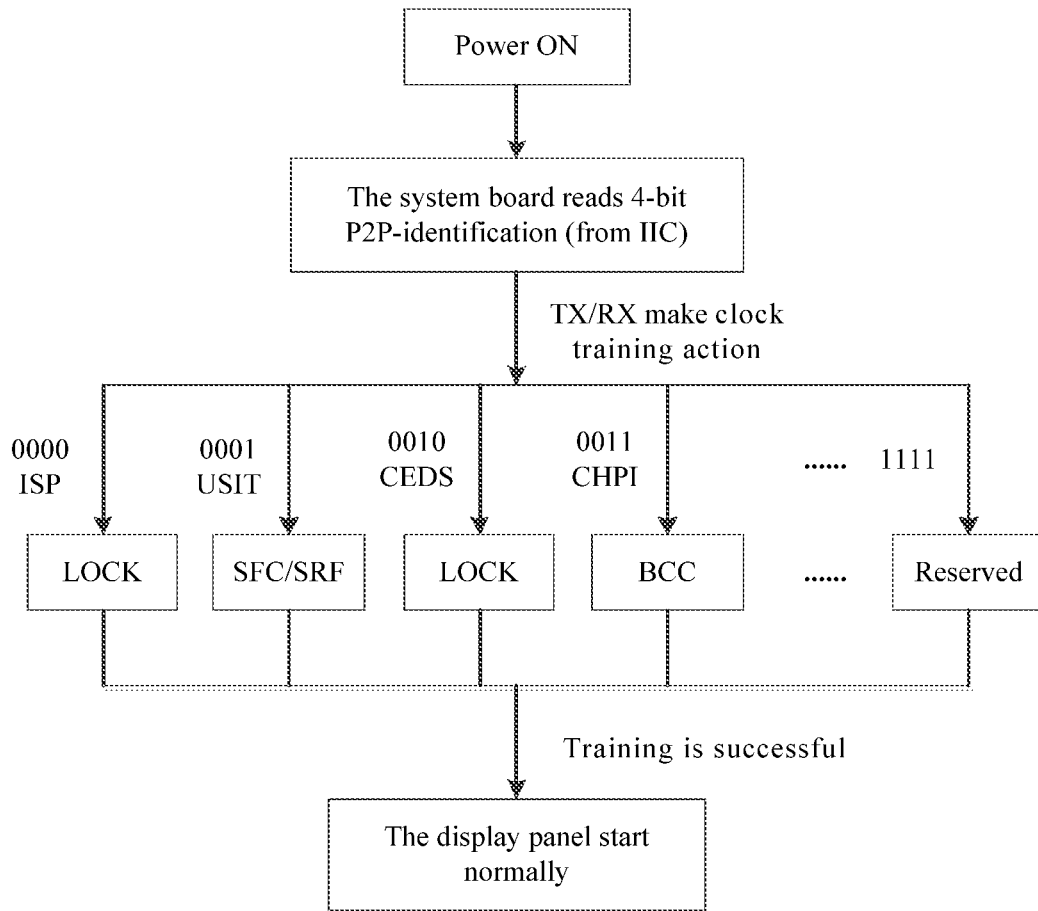 Power ON
The system board reads 4-bit
P2P-identification (from IIC)
TX/RX make clock
training action
0000
ISP
0001
USIT
0010
CEDS
0011
CHPI
...... 1111
LOCK
SFC/SRF
LOCK
BCC
......
Reserved
Training is successful
The display panel start
normally